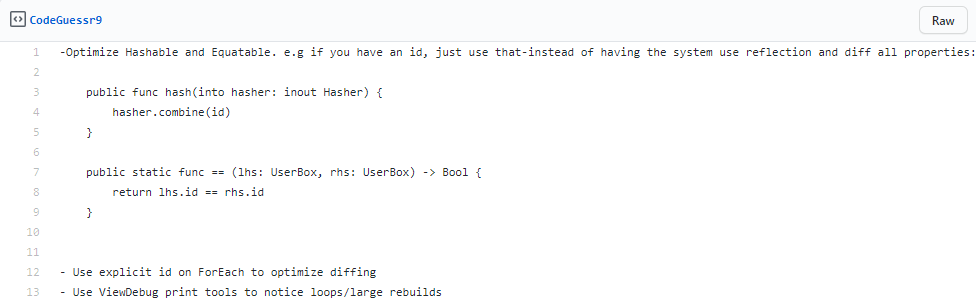 CodeGuessr9
Raw
1 -Optimize Hashable and Equatable. e.g if you have an id, just use that-instead of having the system use reflection and diff all properties:
2
3 public func hash(into hasher: inout Hasher) {
4 hasher.combine(id)
5 }
6
7 public static func == (lhs: UserBox, rhs: UserBox) -> Bool {
8 return lhs.id == rhs.id
9 }
10
11
12 - Use explicit id on ForEach to optimize diffing
13 - Use ViewDebug print tools to notice loops/large rebuilds